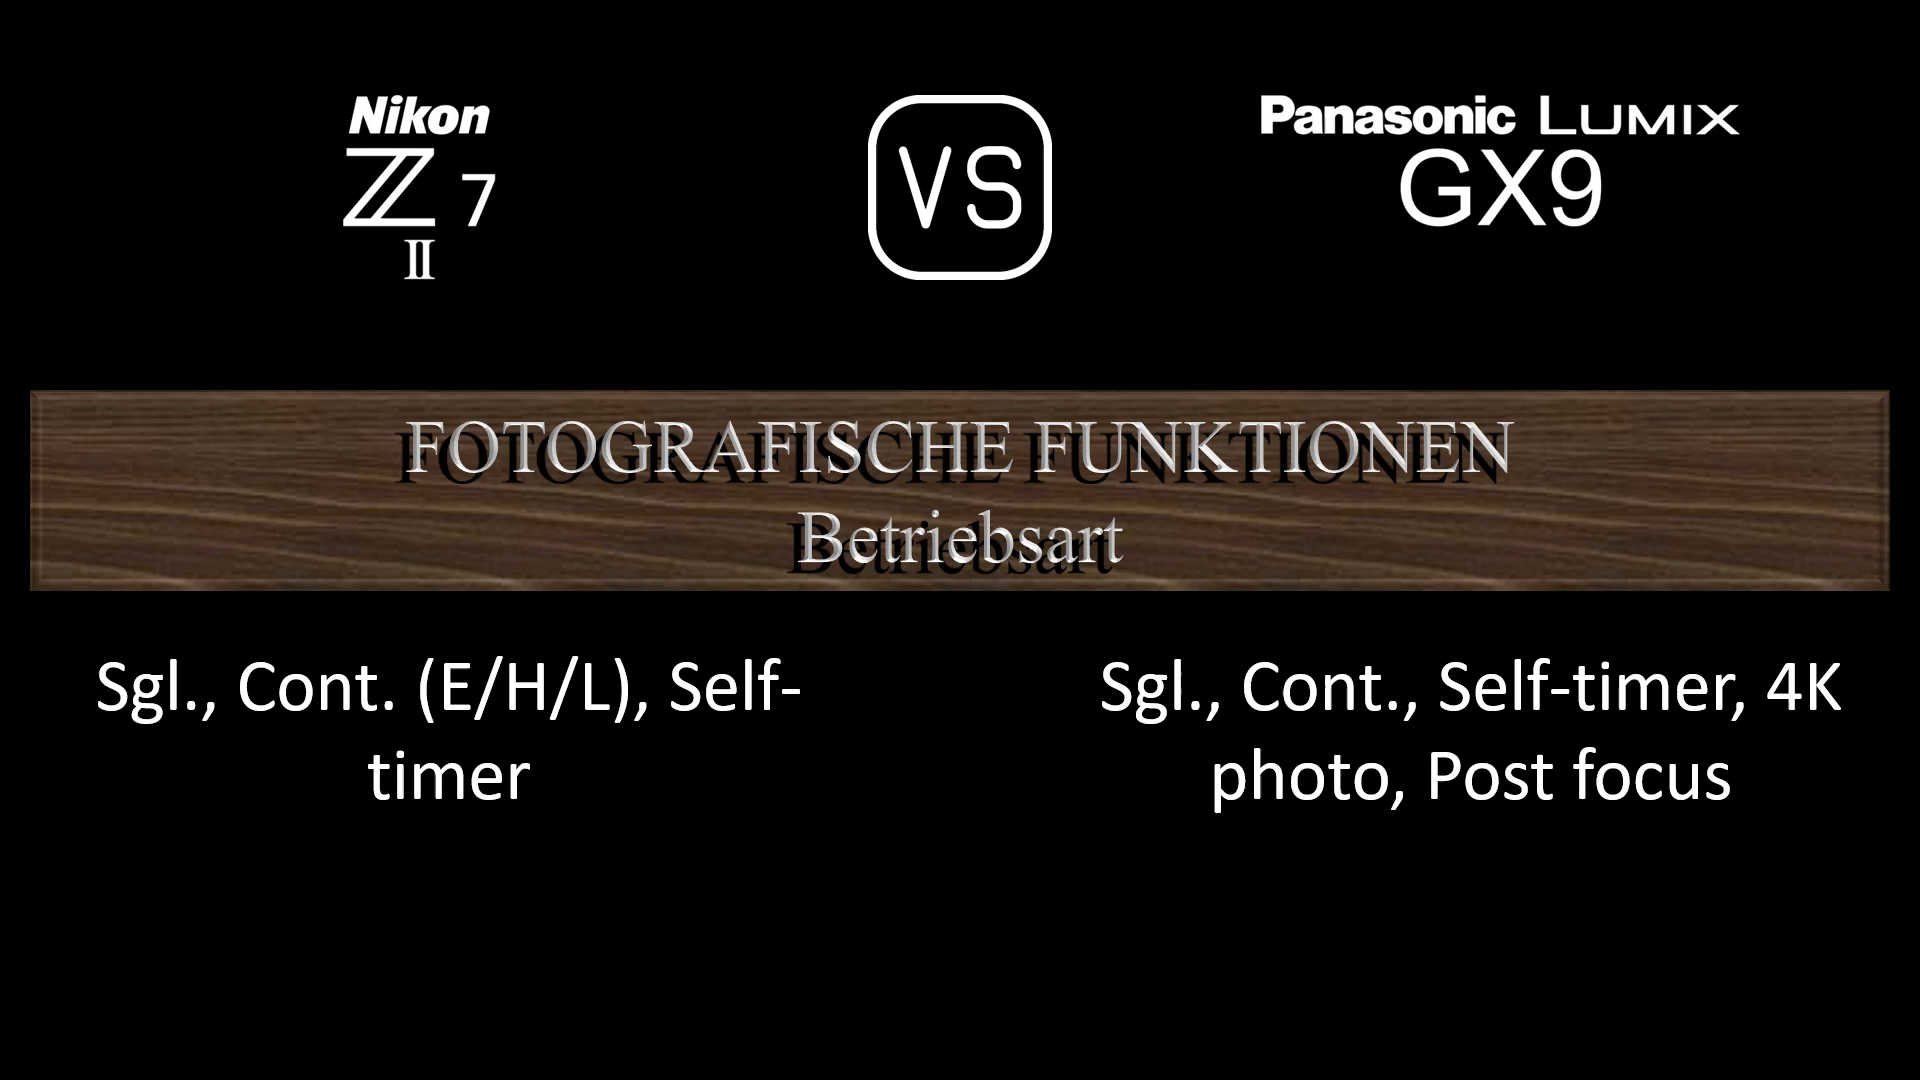 Nikon
Z 7
II
VS
Panasonic LUMIX
GX9
FOTOGRAFISCHE FUNKTIONEN
Betriebsart
Sgl., Cont. (E/H/L), Self-
timer
Sgl., Cont., Self-timer, 4K
photo, Post focus